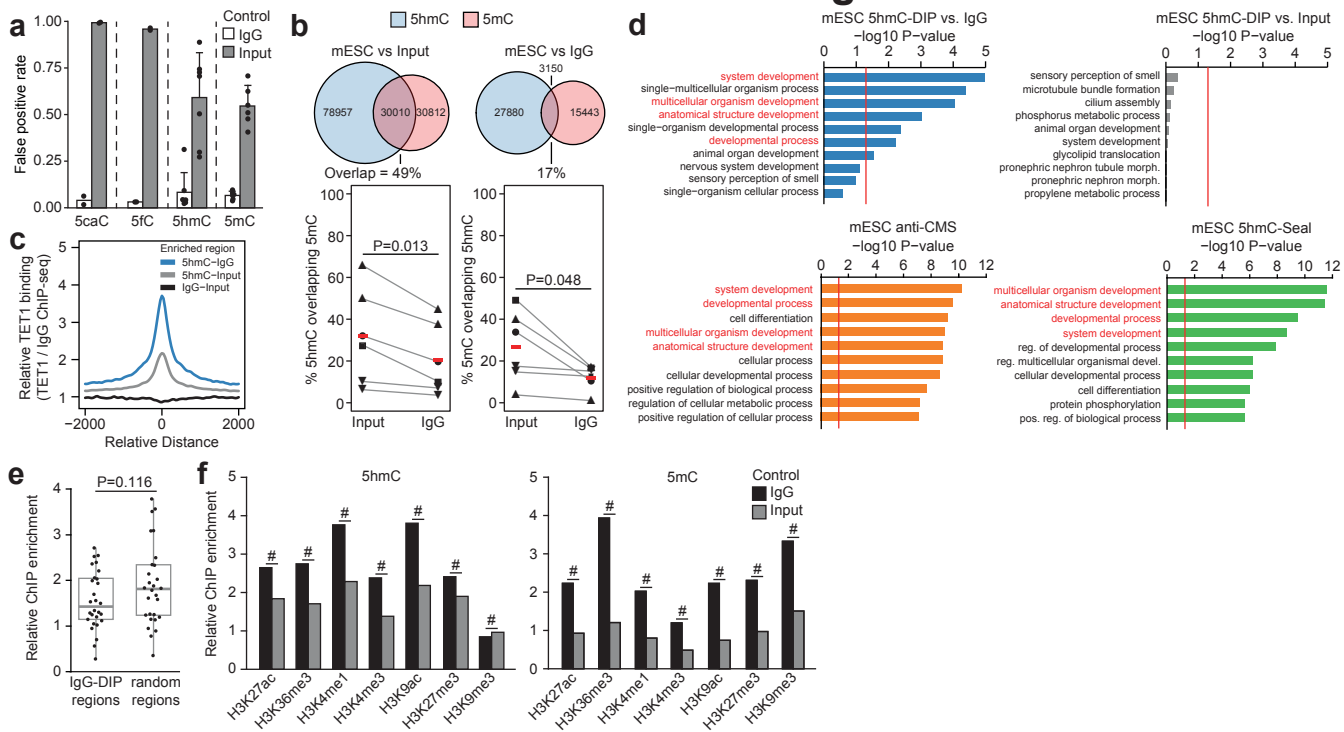 a
Control
IgG
Input
False positive rate
1.00
0.75
0.50
0.25
0.00
5caC
5fC
5hmC
5mC
b
5hmC
5mC
mESC vs Input
mESC vs IgG
78957
30010
30812
3150
27880
15443
Overlap = 49%
17%
% 5hmC overlapping 5mC
100
80
60
40
20
0
P=0.013
Input
IgG
% 5mC overlapping 5hmC
100
80
60
40
20
0
P=0.048
Input
IgG
c
Relative TET1 binding
(TET1 / IgG ChIP-seq)
5
4
3
2
1
Enriched region
5hmC−IgG
5hmC−Input
IgG−Input
−2000
0
2000
Relative Distance
d
mESC 5hmC-DIP vs. IgG
−log10 P−value
0
1
2
3
4
5
system development
single−multicellular organism process
multicellular organism development
anatomical structure development
single−organism developmental process
developmental process
animal organ development
nervous system development
sensory perception of smell
single−organism cellular process
mESC 5hmC-DIP vs. Input
−log10 P−value
0
1
2
3
4
5
sensory perception of smell
microtubule bundle formation
cilium assembly
phosphorus metabolic process
animal organ development
system development
glycolipid translocation
pronephric nephron tubule morph.
pronephric nephron morph.
propylene metabolic process
mESC anti-CMS
−log10 P−value
0
2
4
6
8
10
12
system development
developmental process
cell differentiation
multicellular organism development
anatomical structure development
cellular process
cellular developmental process
positive regulation of biological process
regulation of cellular metabolic process
positive regulation of cellular process
mESC 5hmC-Seal
−log10 P−value
0
2
4
6
8
10
12
multicellular organism development
anatomical structure development
developmental process
system development
reg. of developmental process
reg. multicellular organismal devel.
cellular developmental process
cell differentiation
protein phosphorylation
pos. reg. of biological process
e
Relative ChIP enrichment
4
3
2
1
0
P=0.116
IgG-DIP
regions
random
regions
f
5hmC
Relative ChIP enrichment
5
4
3
2
1
0
#
#
#
#
#
#
#
H3K27ac
H3K36me3
H3K4me1
H3K4me3
H3K9ac
H3K27me3
H3K9me3
5mC
Control
IgG
Input
5
4
3
2
1
0
#
#
#
#
#
#
#
H3K27ac
H3K36me3
H3K4me1
H3K4me3
H3K9ac
H3K27me3
H3K9me3